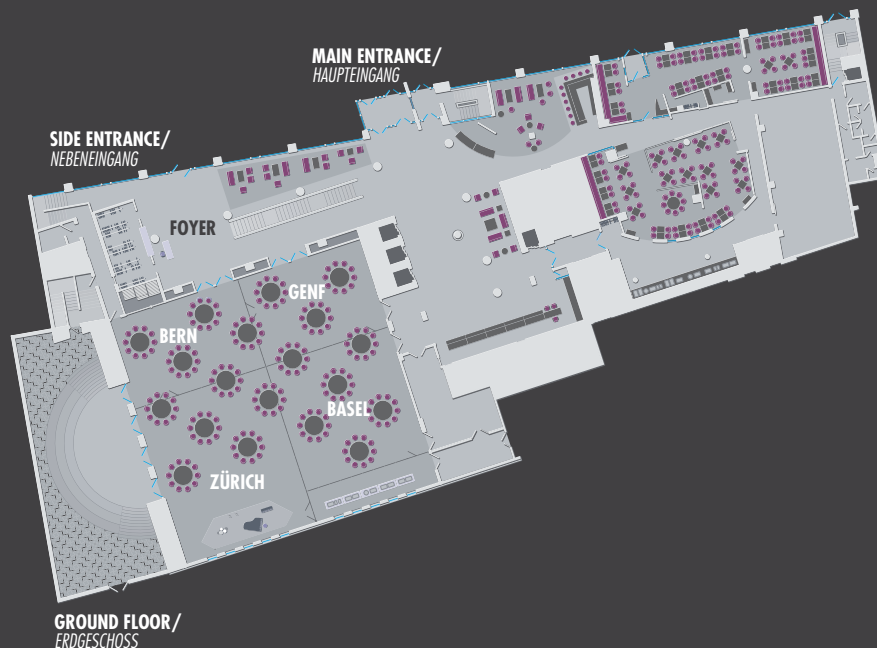 MAIN ENTRANCE/
HAUPTEINGANG
SIDE ENTRANCE/
NEBENEINGANG
FOYER
GENF
BERN
BASEL
ZÜRICH
GROUND FLOOR/
ERDGESCHOSS